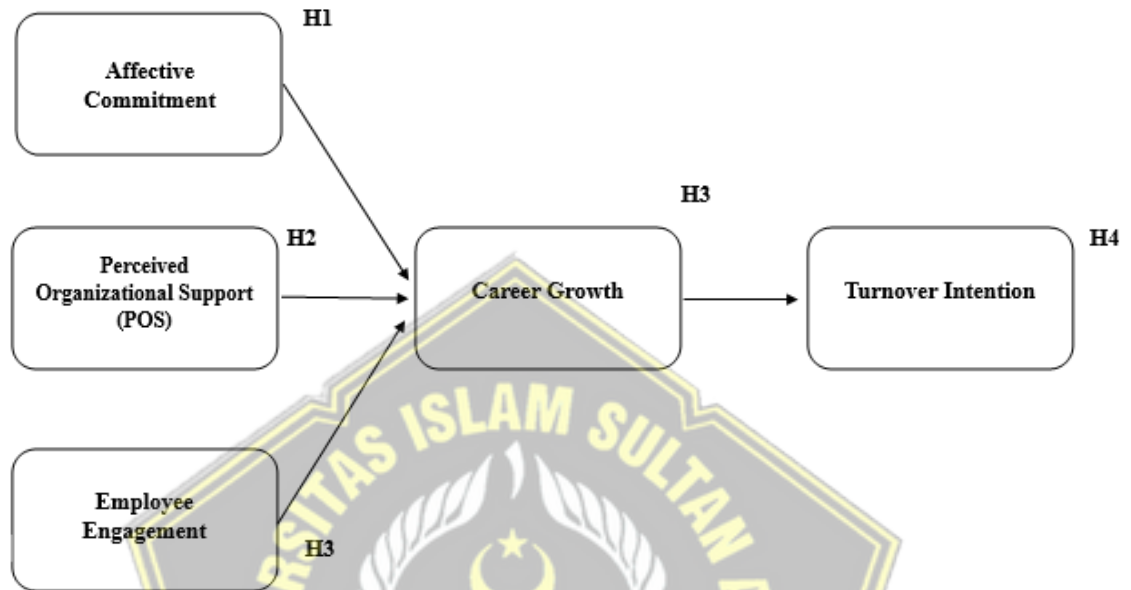 H1
Affective
Commitment
H3
H2
Perceived
Organizational Support
(POS)
Career Growth
Turnover Intention
H4
Employee
Engagement
H3
RSITAS ISLAM SULTAN A